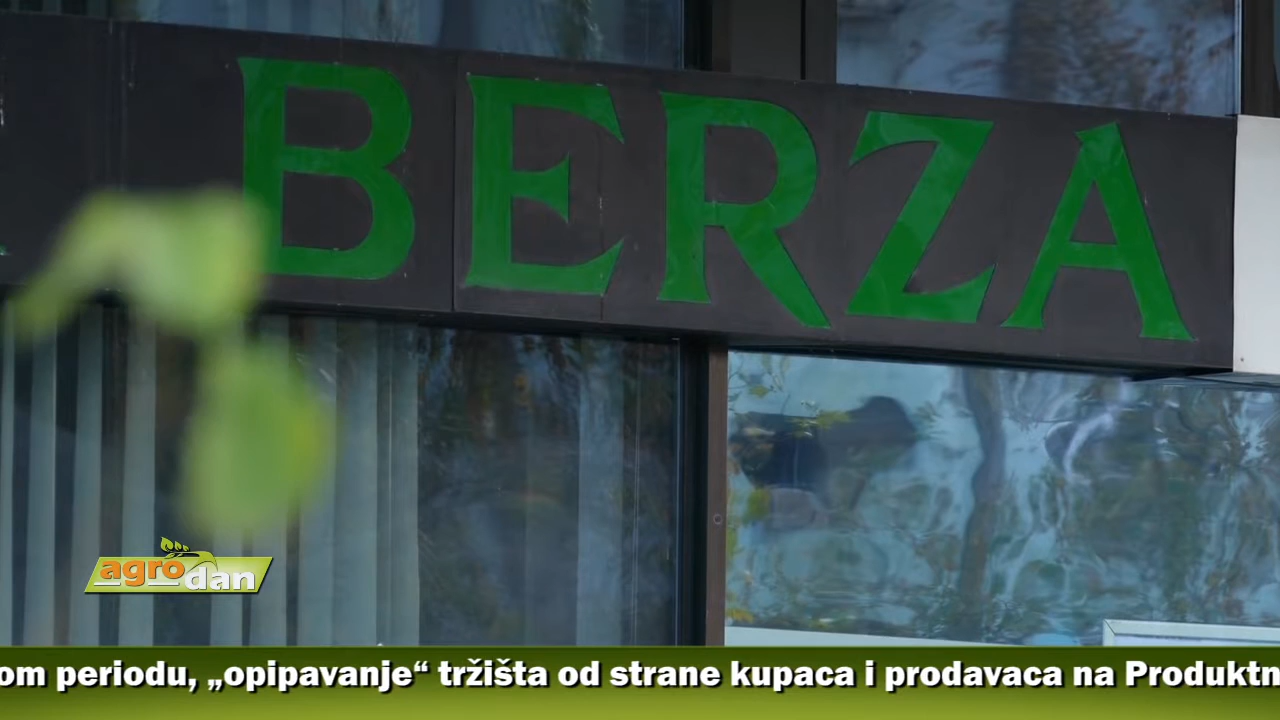 BERZA
agro
dan
om periodu, „opipavanje“ tržišta od strane kupaca i prodavaca na Produktn